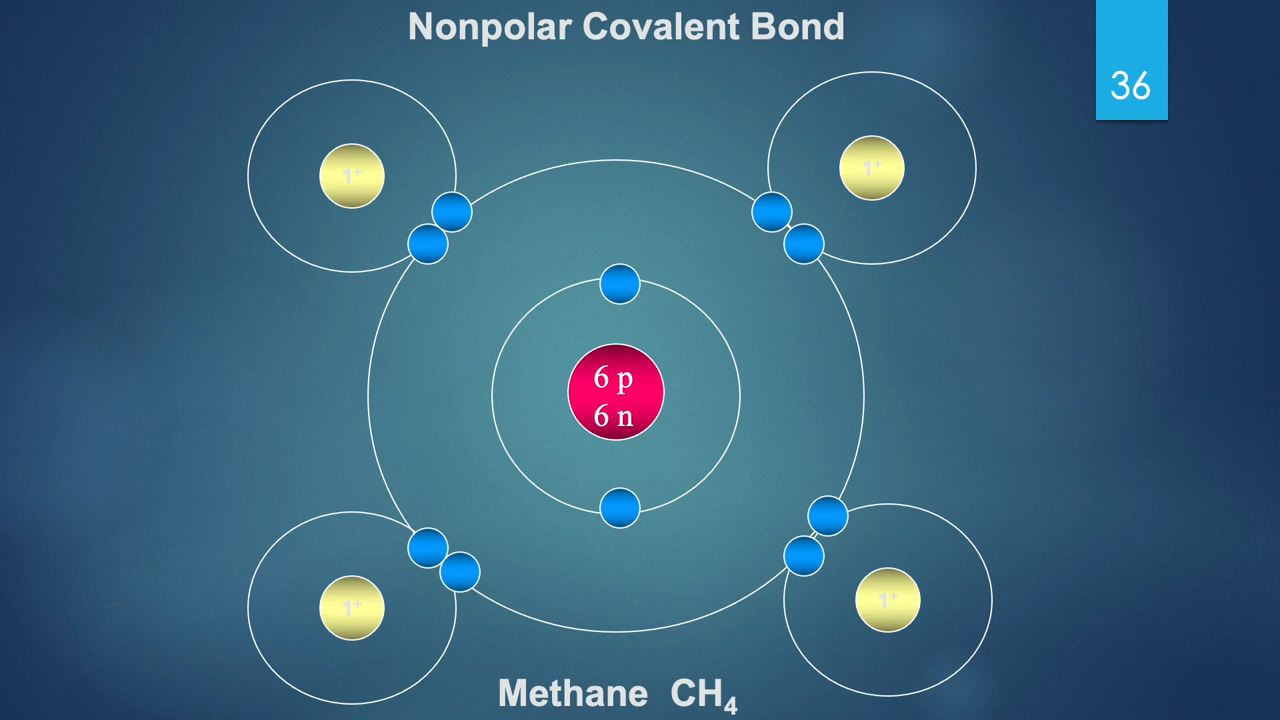 Nonpolar Covalent Bond
36
1⁺
1⁺
6 p
6 n
1⁺
1⁺
Methane CH₄